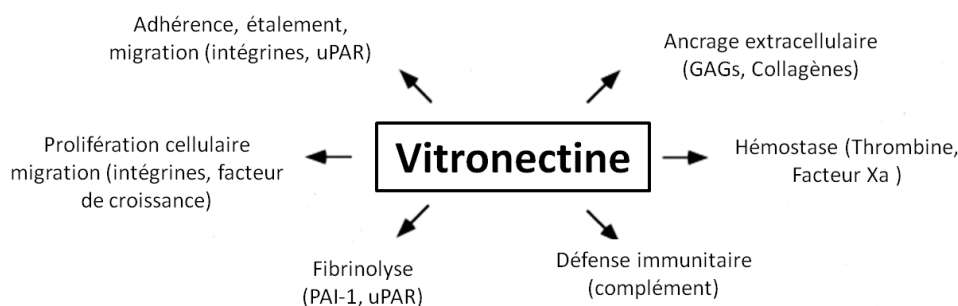 Adhérence, étalement,
migration (intégrines, uPAR)
Ancrage extracellulaire
(GAGs, Collagènes)
Prolifération cellulaire
migration (intégrines, facteur
de croissance)
Vitronectine
Hémostase (Thrombine,
Facteur Xa )
Fibrinolyse
(PAI-1, uPAR)
Défense immunitaire
(complément)